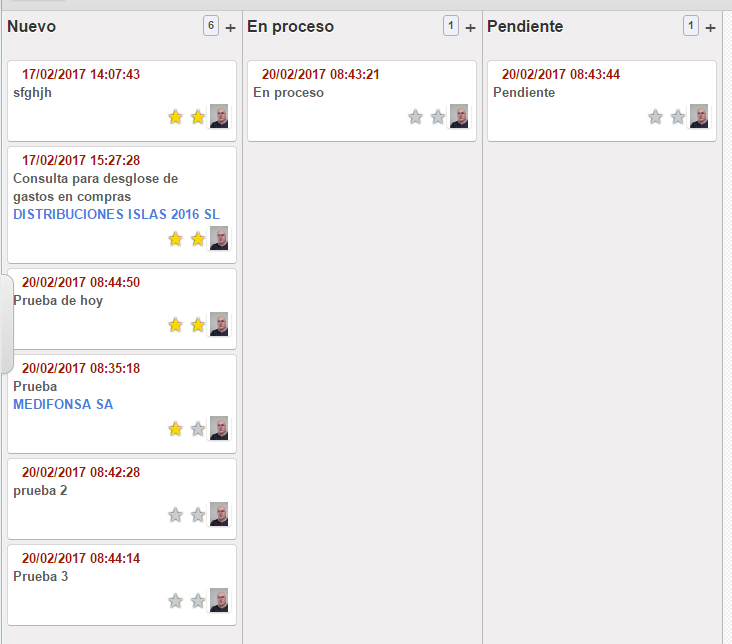 Nuevo 6 +
17/02/2017 14:07:43
sfghjh
17/02/2017 15:27:28
Consulta para desglose de
gastos en compras
DISTRIBUCIONES ISLAS 2016 SL
20/02/2017 08:44:50
Prueba de hoy
20/02/2017 08:35:18
Prueba
MEDIFONSA SA
20/02/2017 08:42:28
prueba 2
20/02/2017 08:44:14
Prueba 3
En proceso 1 +
20/02/2017 08:43:21
En proceso
Pendiente 1 +
20/02/2017 08:43:44
Pendiente